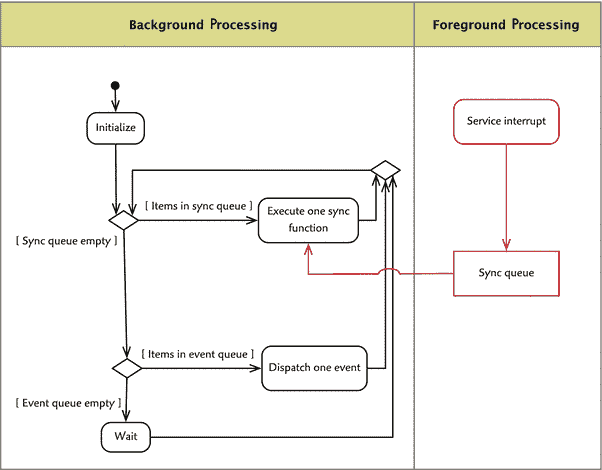 Background Processing
Foreground Processing
Initialize
Service interrupt
[ Items in sync queue ]
Execute one sync
function
[ Sync queue empty ]
Sync queue
[ Items in event queue ]
Dispatch one event
[ Event queue empty ]
Wait